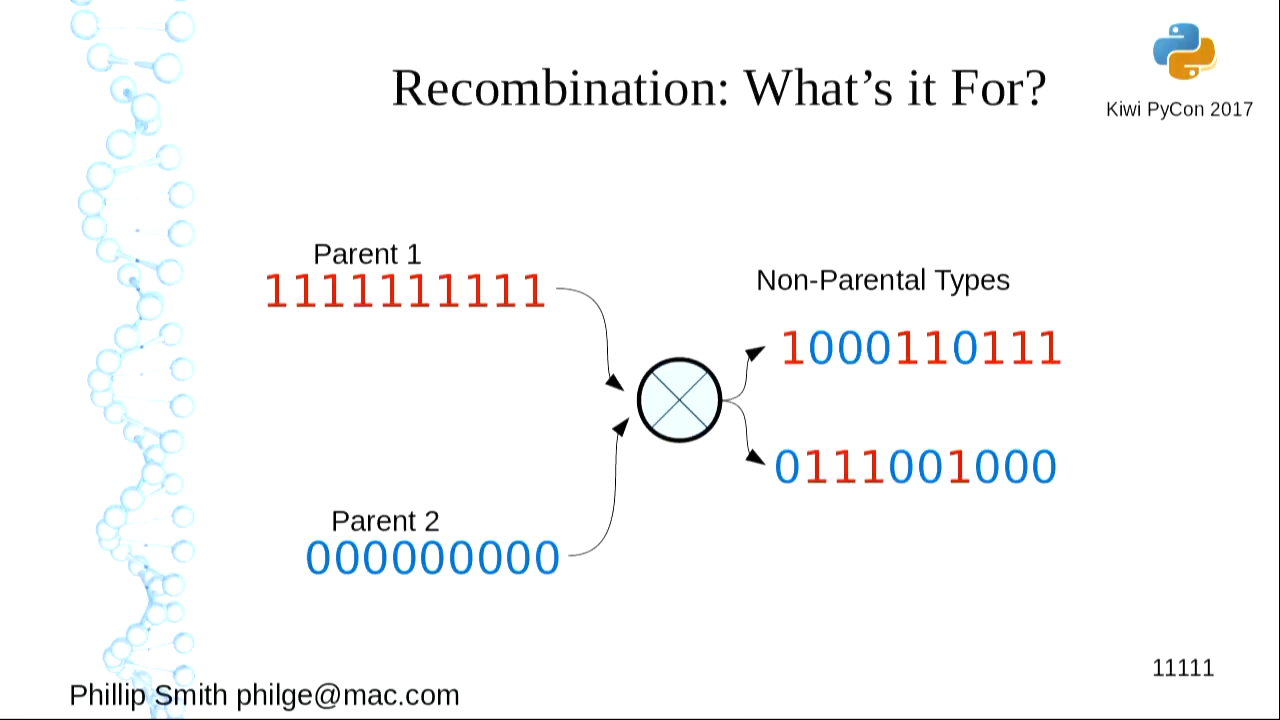 Recombination: What's it For?
Kiwi PyCon 2017
Parent 1
1111111111
Non-Parental Types
1000110111
0111001000
Parent 2
000000000
11111
Phillip Smith philge@mac.com